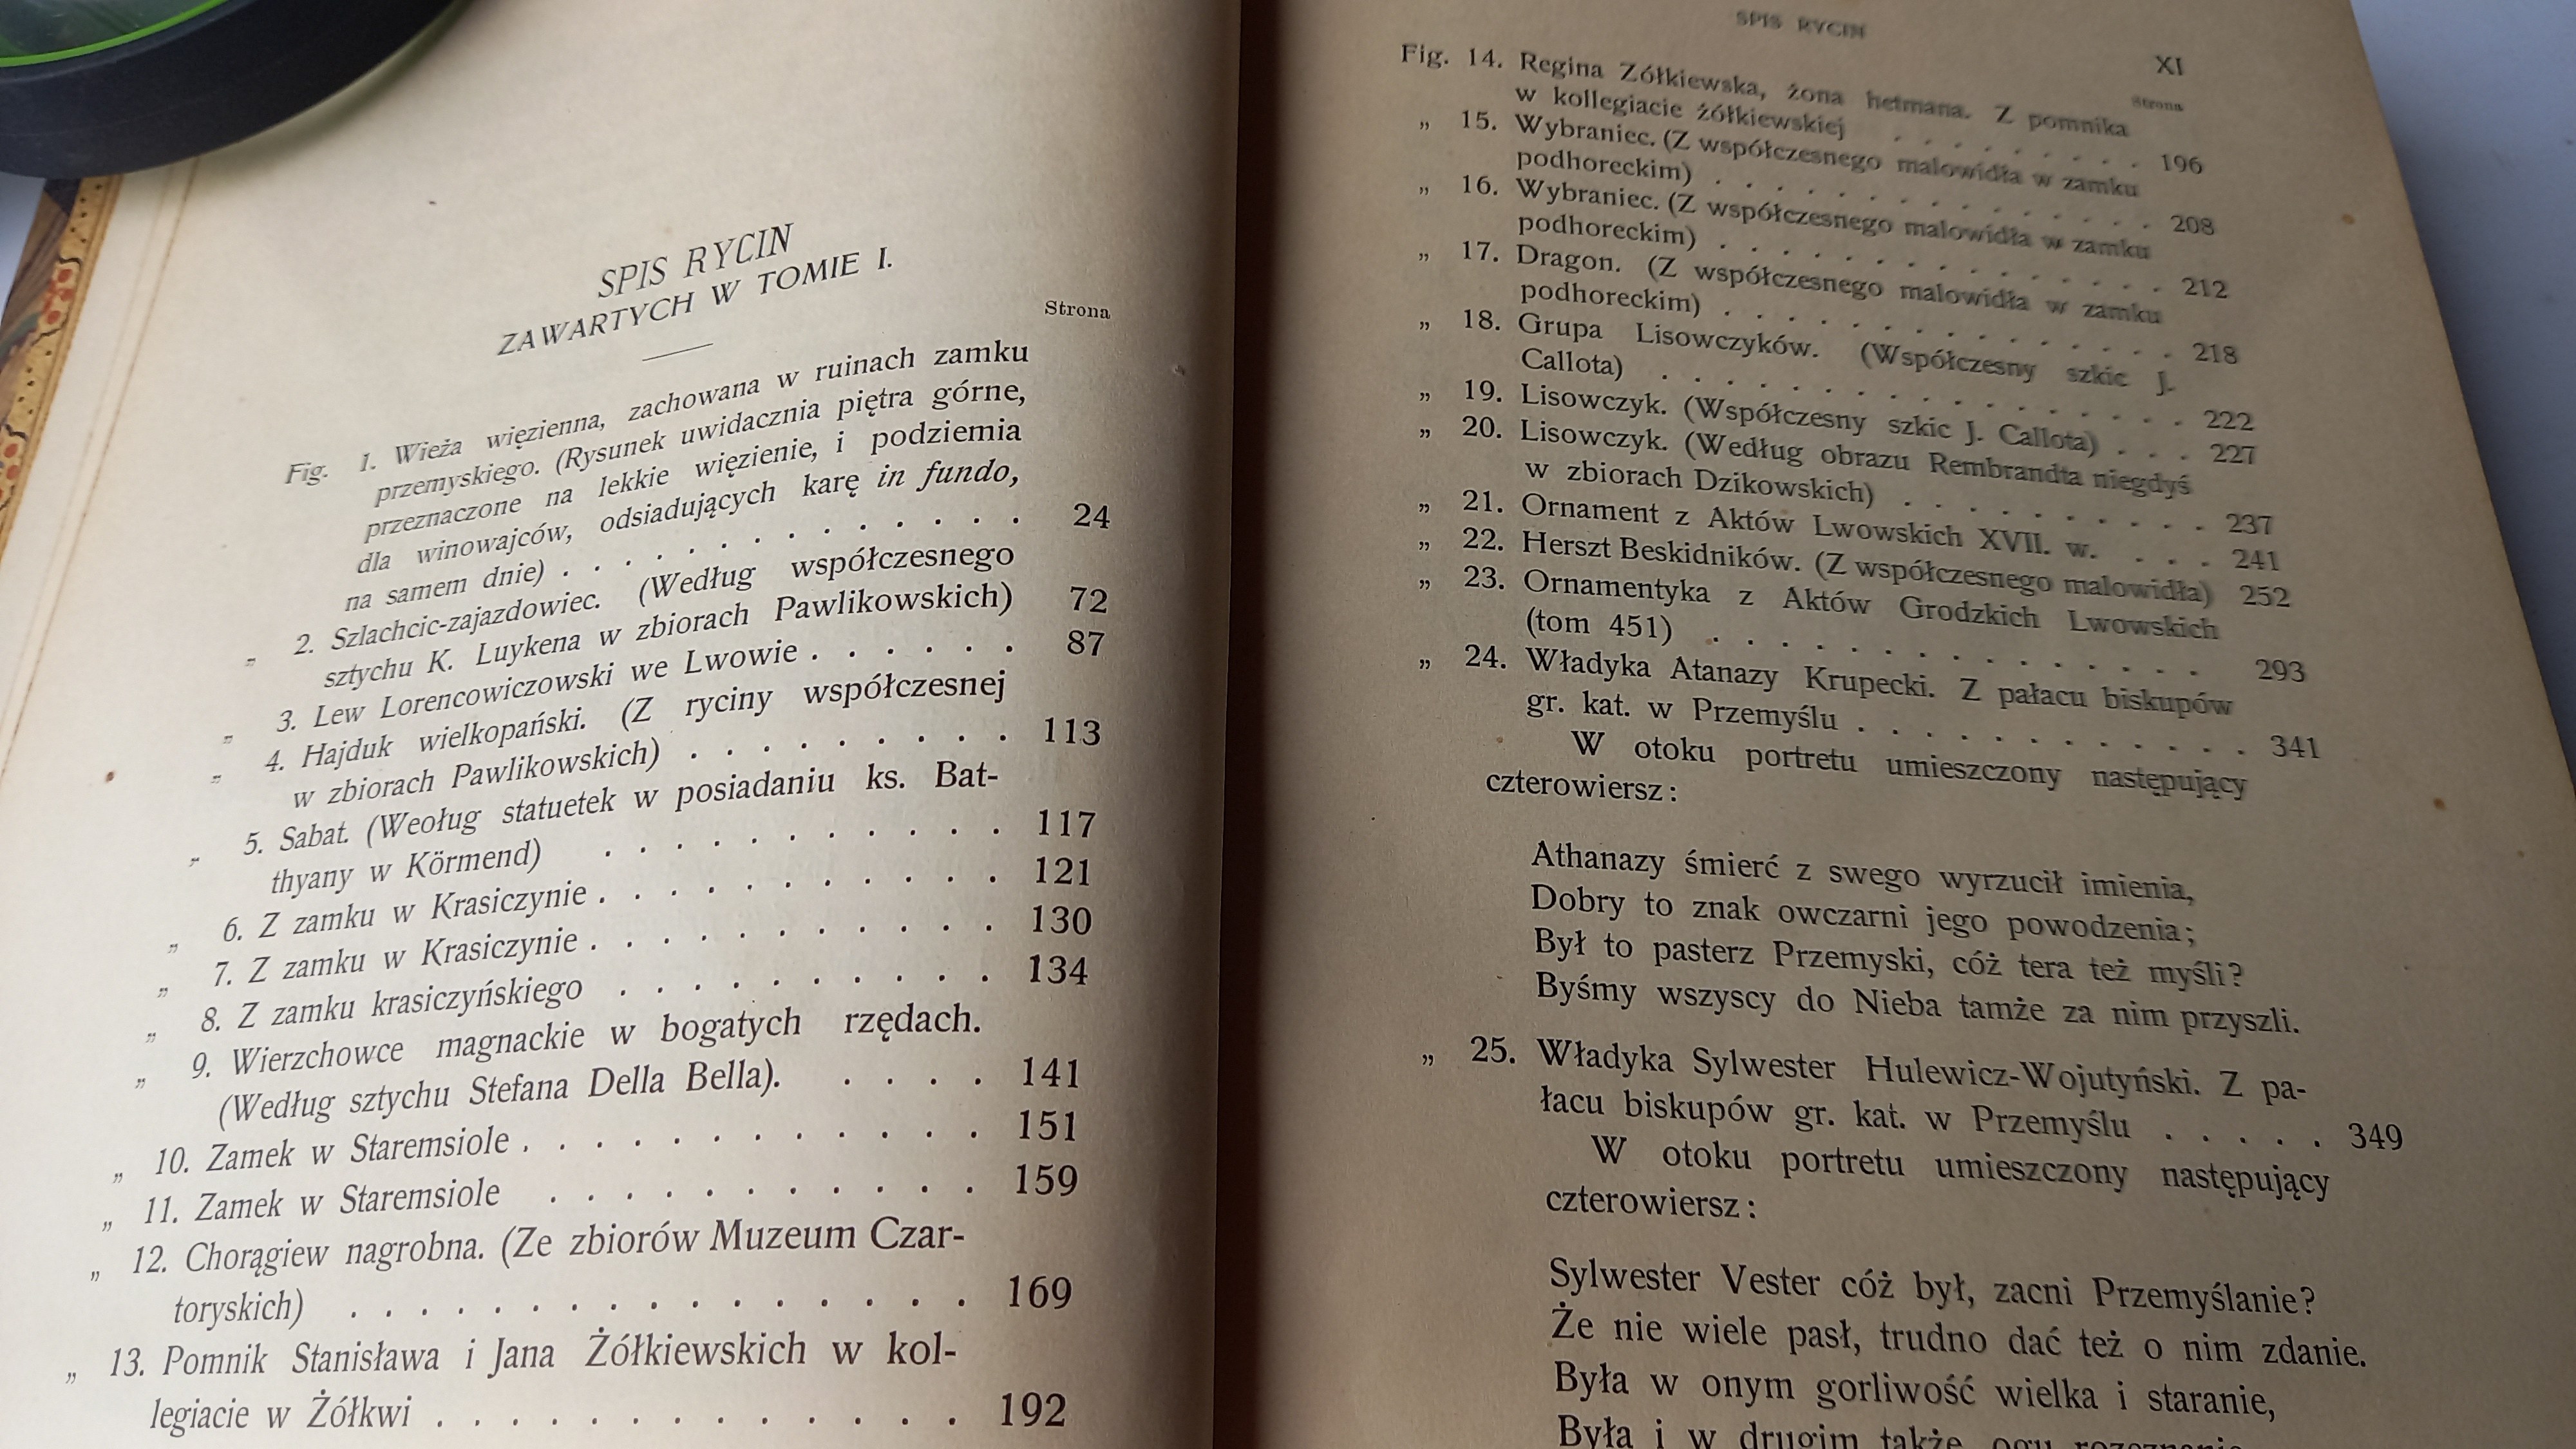 SPIS RYCIN
ZAWARTYCH W TOMIE I.
Strona
Fig. 1. Wieża więzienna, zachowana w ruinach zamku
przemyskiego. (Rysunek uwidacznia piętra górne,
przeznaczone na lekkie więzienie, i podziemia
dla winowajców, odsiadujących karę in fundo,
na samem dnie) . . . . . . . . . . . . 24
„ 2. Szlachcic-zajazdowiec. (Według współczesnego
sztychu K. Luykena w zbiorach Pawlikowskich) 72
„ 3. Lew Lorencowiczowski we Lwowie . . . . . . 87
„ 4. Hajduk wielkopański. (Z ryciny współczesnej
w zbiorach Pawlikowskich) . . . . . . . . . 113
„ 5. Sabat. (Weoług statuetek w posiadaniu ks. Bat-
thyany w Körmend) . . . . . . . . . . . 117
„ 6. Z zamku w Krasiczynie . . . . . . . . . . . 121
„ 7. Z zamku w Krasiczynie . . . . . . . . . . . 130
„ 8. Z zamku krasiczyńskiego . . . . . . . . . . 134
„ 9. Wierzchowce magnackie w bogatych rzędach.
(Według sztychu Stefana Della Bella). . . . . 141
„ 10. Zamek w Staremsiole . . . . . . . . . . . . . 151
„ 11. Zamek w Staremsiole . . . . . . . . . . . . 159
„ 12. Chorągiew nagrobna. (Ze zbiorów Muzeum Czar-
toryskich) . . . . . . . . . . . . . . . . . . 169
„ 13. Pomnik Stanisława i Jana Żółkiewskich w kol-
legiacie w Żółkwi . . . . . . . . . . . . . . 192
SPIS RYCIN XI
Strona
Fig. 14. Regina Zółkiewska, żona hetmana. Z pomnika
w kollegiacie żółkiewskiej . . . . . . . . . 196
„ 15. Wybraniec. (Z współczesnego malowidła w zamku
podhoreckim) . . . . . . . . . . . . . . . 208
„ 16. Wybraniec. (Z współczesnego malowidła w zamku
podhoreckim) . . . . . . . . . . . . . . . 212
„ 17. Dragon. (Z współczesnego malowidła w zamku
podhoreckim) . . . . . . . . . . . . . . . 218
„ 18. Grupa Lisowczyków. (Współczesny szkic J.
Callota) . . . . . . . . . . . . . . . . . 222
„ 19. Lisowczyk. (Współczesny szkic J. Callota) . . . 227
„ 20. Lisowczyk. (Według obrazu Rembrandta niegdyś
w zbiorach Dzikowskich) . . . . . . . . . . 237
„ 21. Ornament z Aktów Lwowskich XVII. w. . . . 241
„ 22. Herszt Beskidników. (Z współczesnego malowidła) 252
„ 23. Ornamentyka z Aktów Grodzkich Lwowskich
(tom 451) . . . . . . . . . . . . . . . 293
„ 24. Władyka Atanazy Krupecki. Z pałacu biskupów
gr. kat. w Przemyślu . . . . . . . . . . . . 341
W otoku portretu umieszczony następujący
czterowiersz:
Athanazy śmierć z swego wyrzucił imienia,
Dobry to znak owczarni jego powodzenia;
Był to pasterz Przemyski, cóż tera też myśli?
Byśmy wszyscy do Nieba tamże za nim przyszli.
„ 25. Władyka Sylwester Hulewicz-Wojutyński. Z pa-
łacu biskupów gr. kat. w Przemyślu . . . . . 349
W otoku portretu umieszczony następujący
czterowiersz:
Sylwester Vester cóż był, zacni Przemyślanie?
Że nie wiele pasł, trudno dać też o nim zdanie.
Była w onym gorliwość wielka i staranie,
Była i w drugim także